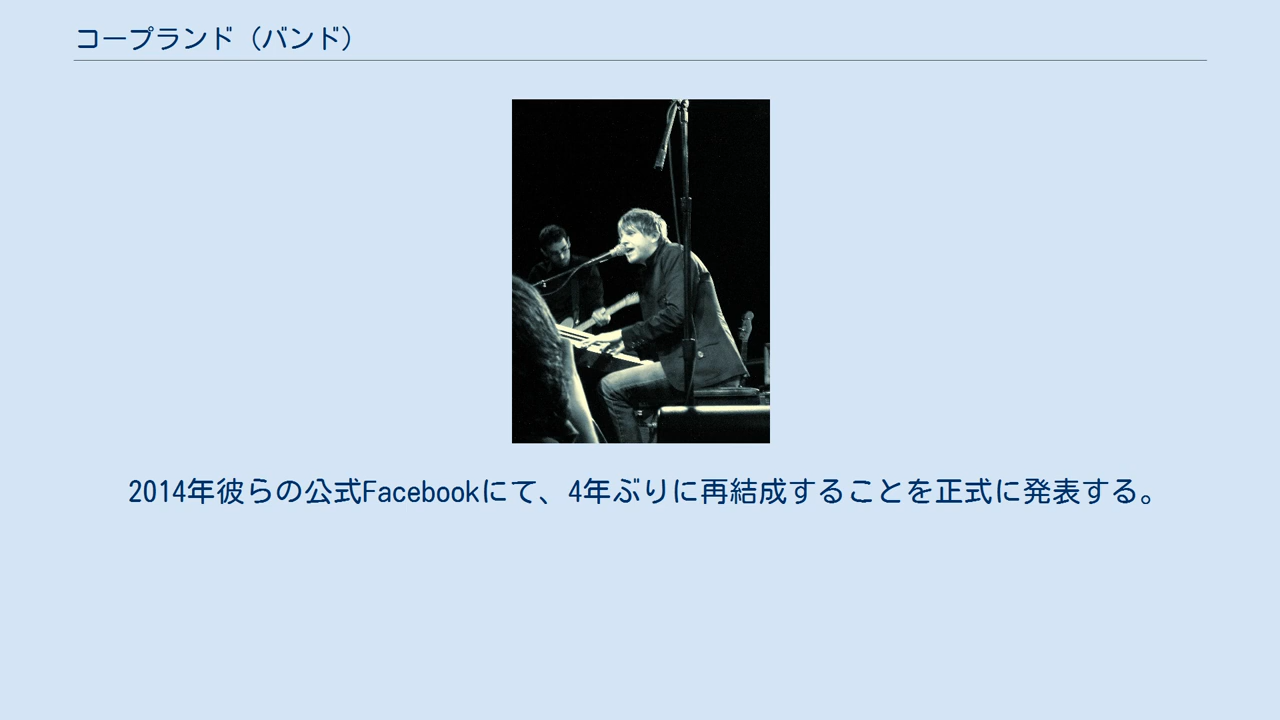 コープランド（バンド）
2014年彼らの公式Facebookにて、4年ぶりに再結成することを正式に発表する。